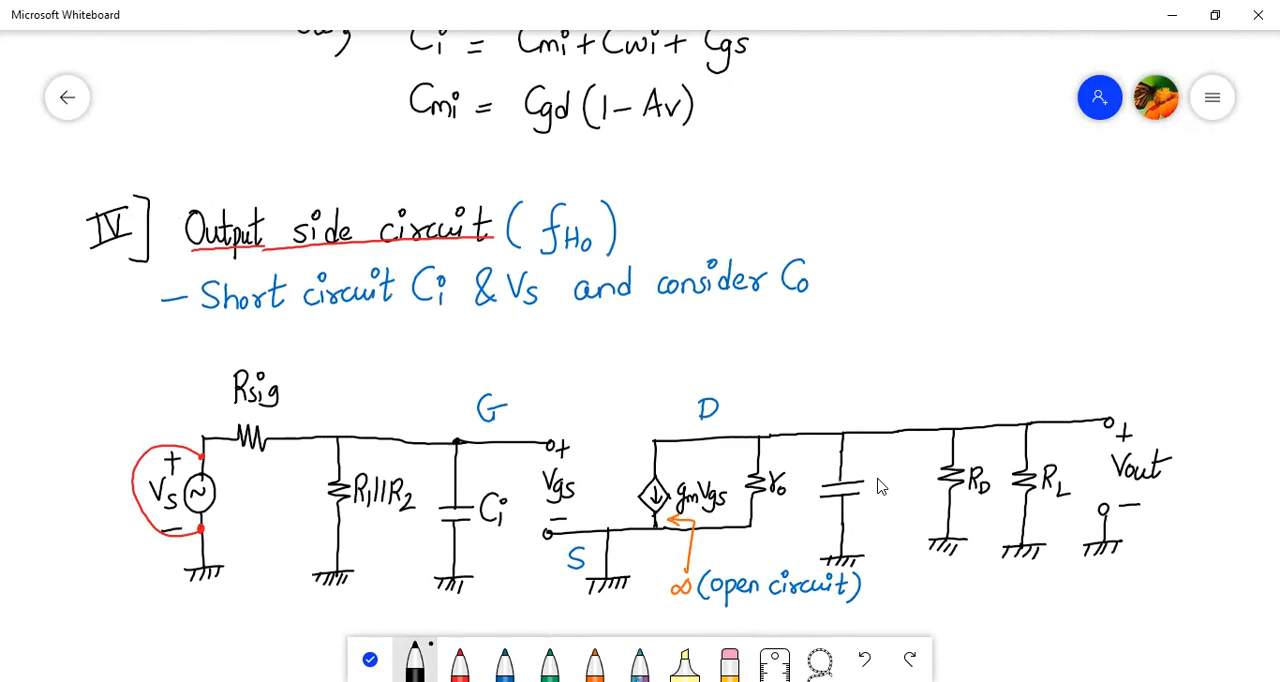 Microsoft Whiteboard
Ci = Cmi + Cwi + Cgs
Cmi = Cgd (1 - Av)
IV] Output side circuit (fHo)
- Short circuit Ci & Vs and consider Co
Rsig
G
D
+
Vs
-
R1||R2
Ci
+
Vgs
-
S
gmVgs
ro
RD
RL
+
Vout
-
∞ (open circuit)